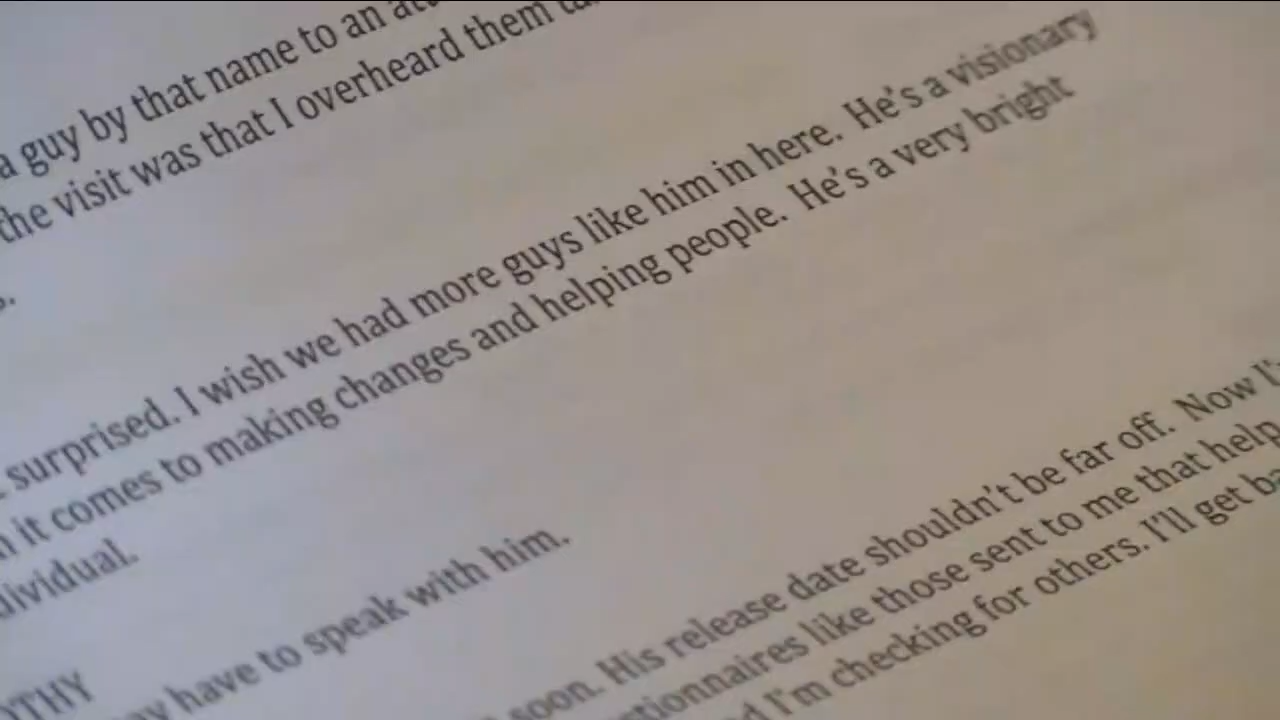 a guy by that name to an
the visit was that I overheard them
surprised. I wish we had more guys like him in here. He's a visionary
it comes to making changes and helping people. He's a very bright
dividual.
have to speak with him.
soon. His release date shouldn't be far off. Now I'
tionnaires like those sent to me that help
d I'm checking for others. I'll get